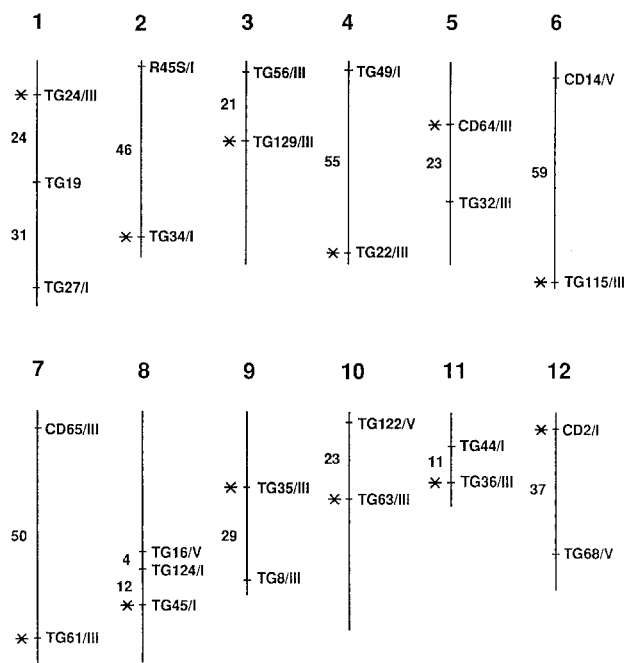 1 2 3 4 5 6
TG24/III
24
TG19
31
TG27/I
R45S/I
46
TG34/I
TG56/III
21
TG129/III
TG49/I
55
TG22/III
CD64/III
23
TG32/III
CD14/V
59
TG115/III
7 8 9 10 11 12
CD65/III
50
TG61/III
TG16/V
4
TG124/I
12
TG45/I
TG35/III
29
TG8/III
TG122/V
23
TG63/III
TG44/I
11
TG36/III
CD2/I
37
TG68/V